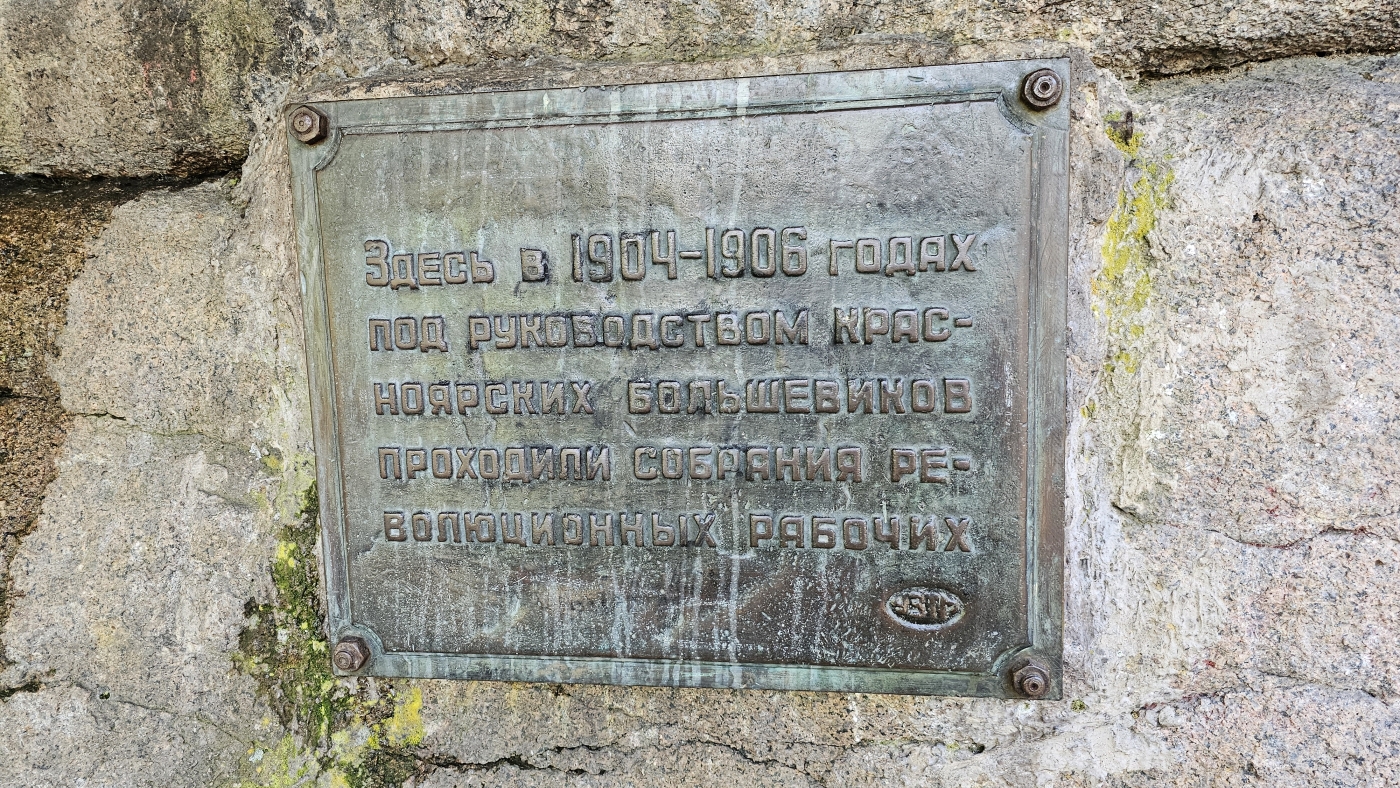 Здесь в 1904-1906 годах
под руководством крас-
ноярских большевиков
проходили собрания ре-
волюционных рабочих